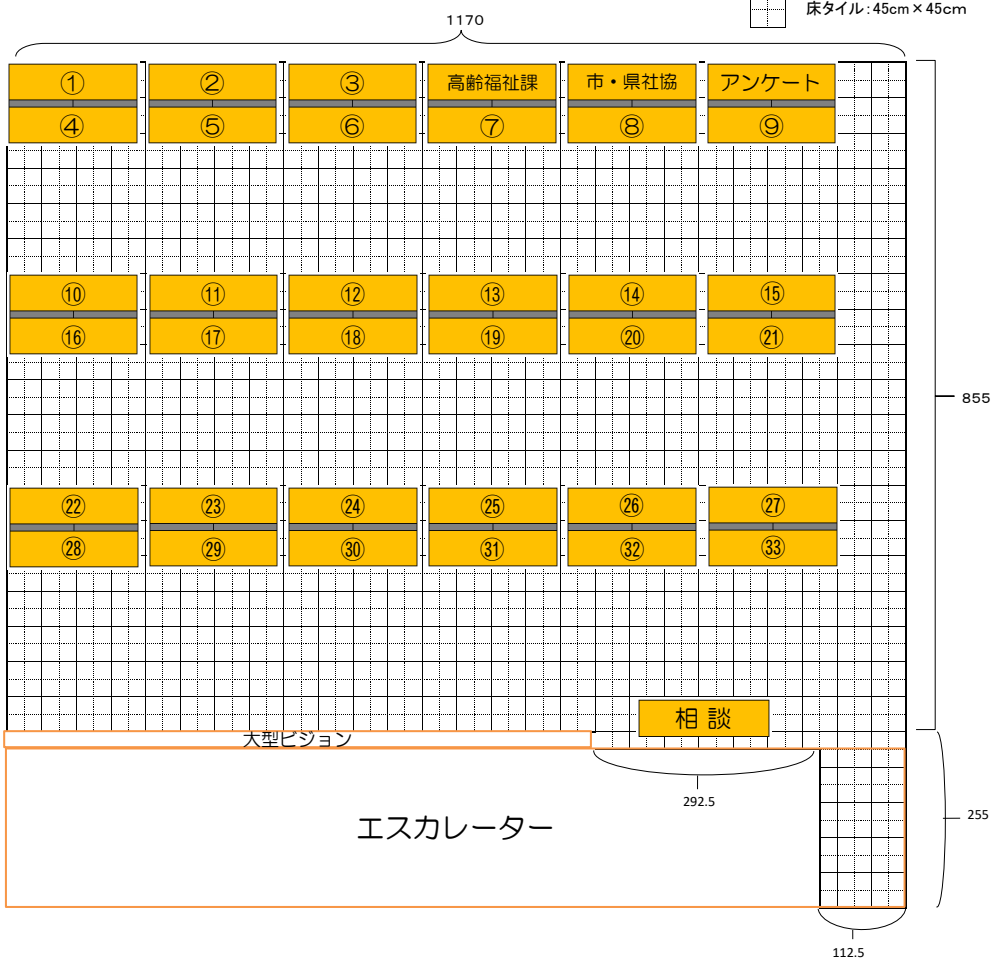 床タイル：45cm×45cm
1170
① ② ③ 高齢福祉課 市・県社協 アンケート
④ ⑤ ⑥ ⑦ ⑧ ⑨
⑩ ⑪ ⑫ ⑬ ⑭ ⑮
⑯ ⑰ ⑱ ⑲ ⑳ ㉑
855
㉒ ㉓ ㉔ ㉕ ㉖ ㉗
㉘ ㉙ ㉚ ㉛ ㉜ ㉝
相 談
大型ビジョン
292.5
エスカレーター
255
112.5